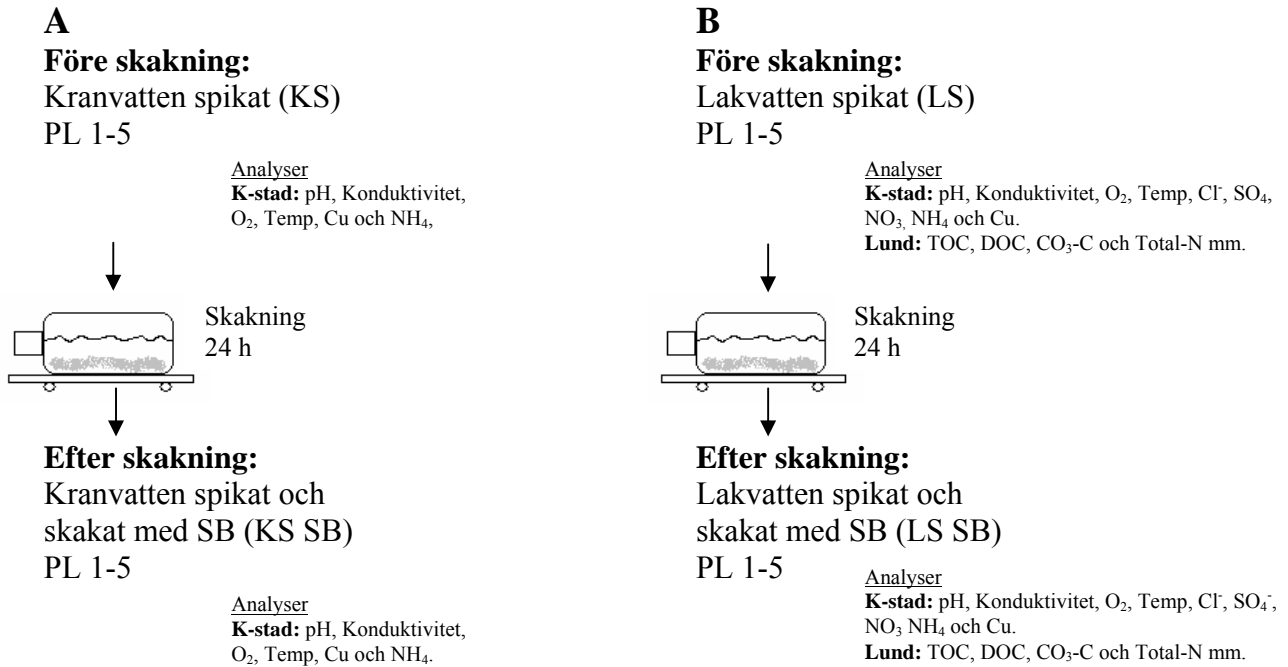 A
Före skakning:
Kranvatten spikat (KS)
PL 1-5
Analyser
K-stad: pH, Konduktivitet,
O₂, Temp, Cu och NH₄,
Skakning
24 h
Efter skakning:
Kranvatten spikat och
skakat med SB (KS SB)
PL 1-5
Analyser
K-stad: pH, Konduktivitet,
O₂, Temp, Cu och NH₄.
B
Före skakning:
Lakvatten spikat (LS)
PL 1-5
Analyser
K-stad: pH, Konduktivitet, O₂, Temp, Cl⁻, SO₄,
NO₃, NH₄ och Cu.
Lund: TOC, DOC, CO₃-C och Total-N mm.
Skakning
24 h
Efter skakning:
Lakvatten spikat och
skakat med SB (LS SB)
PL 1-5
Analyser
K-stad: pH, Konduktivitet, O₂, Temp, Cl⁻, SO₄⁻,
NO₃ NH₄ och Cu.
Lund: TOC, DOC, CO₃-C och Total-N mm.